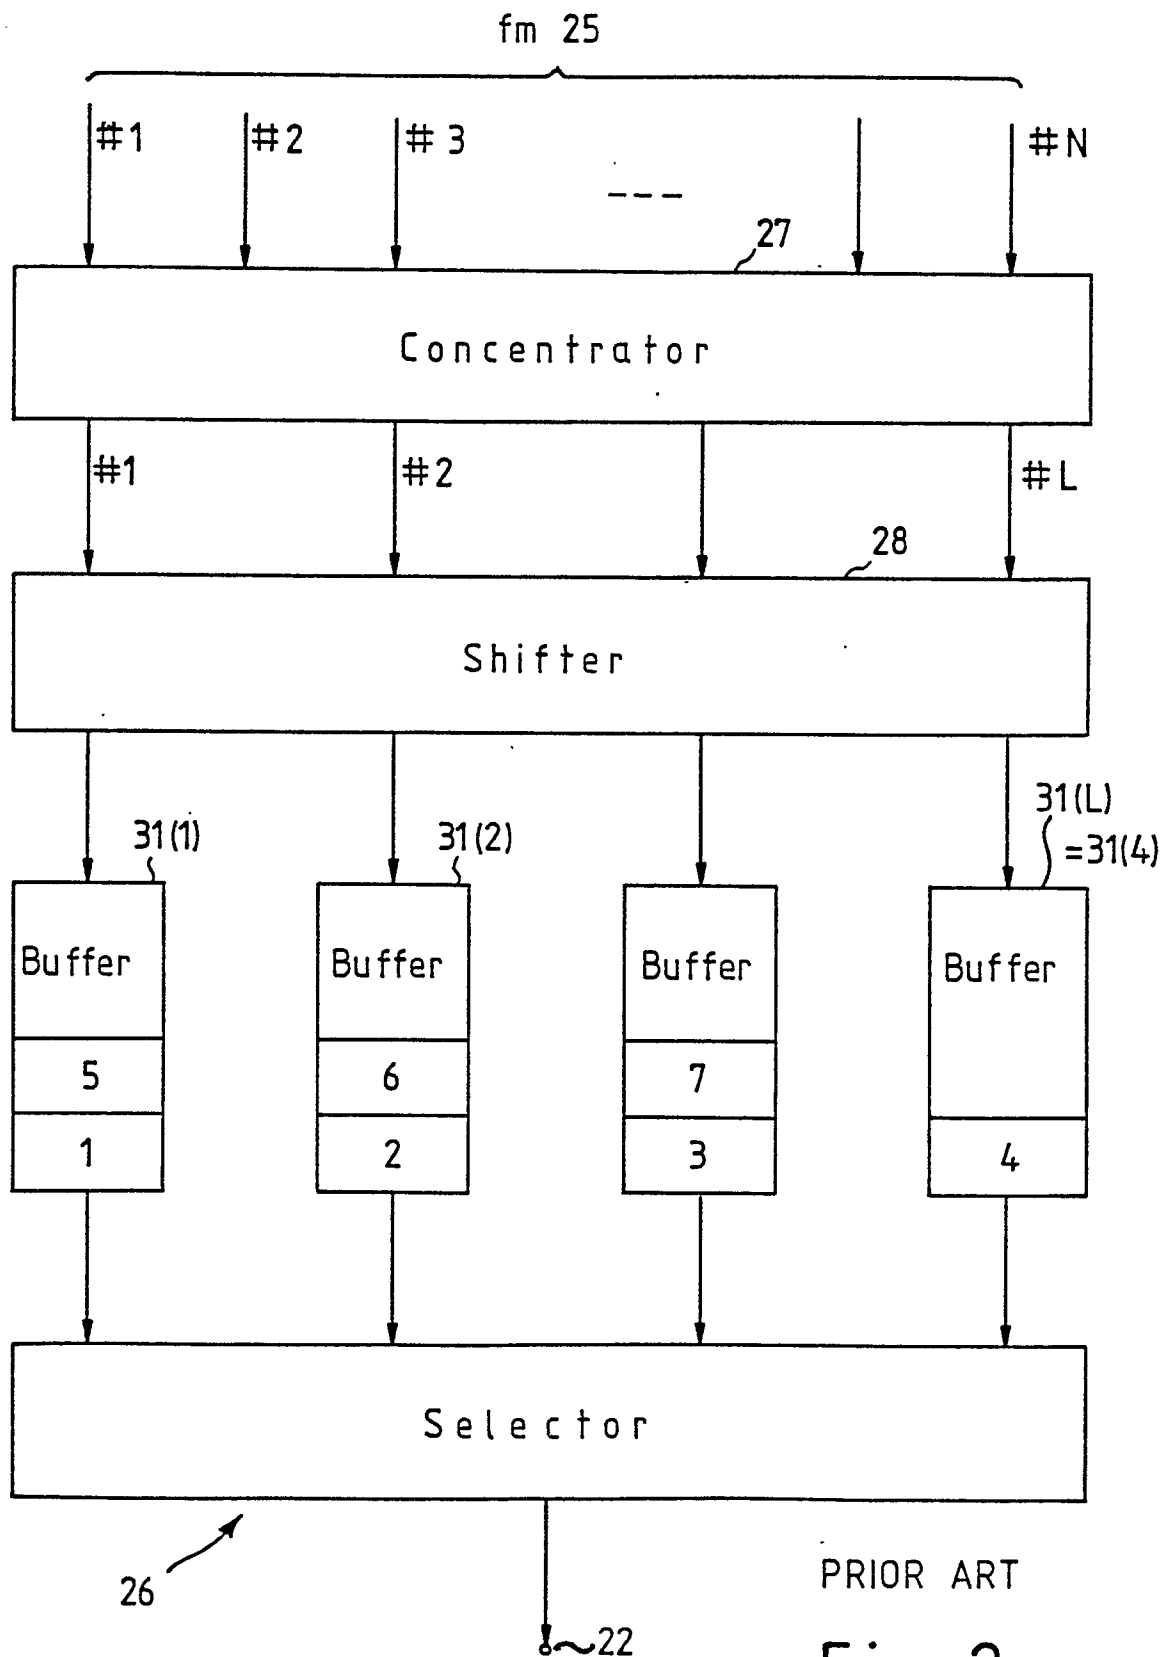 fm 25
#1 #2 #3 --- #N
27
Concentrator
#1 #2 #L
28
Shifter
31(1) 31(2) 31(L)
=31(4)
Buffer Buffer Buffer Buffer
5 6 7
1 2 3 4
Selector
26
PRIOR ART
22